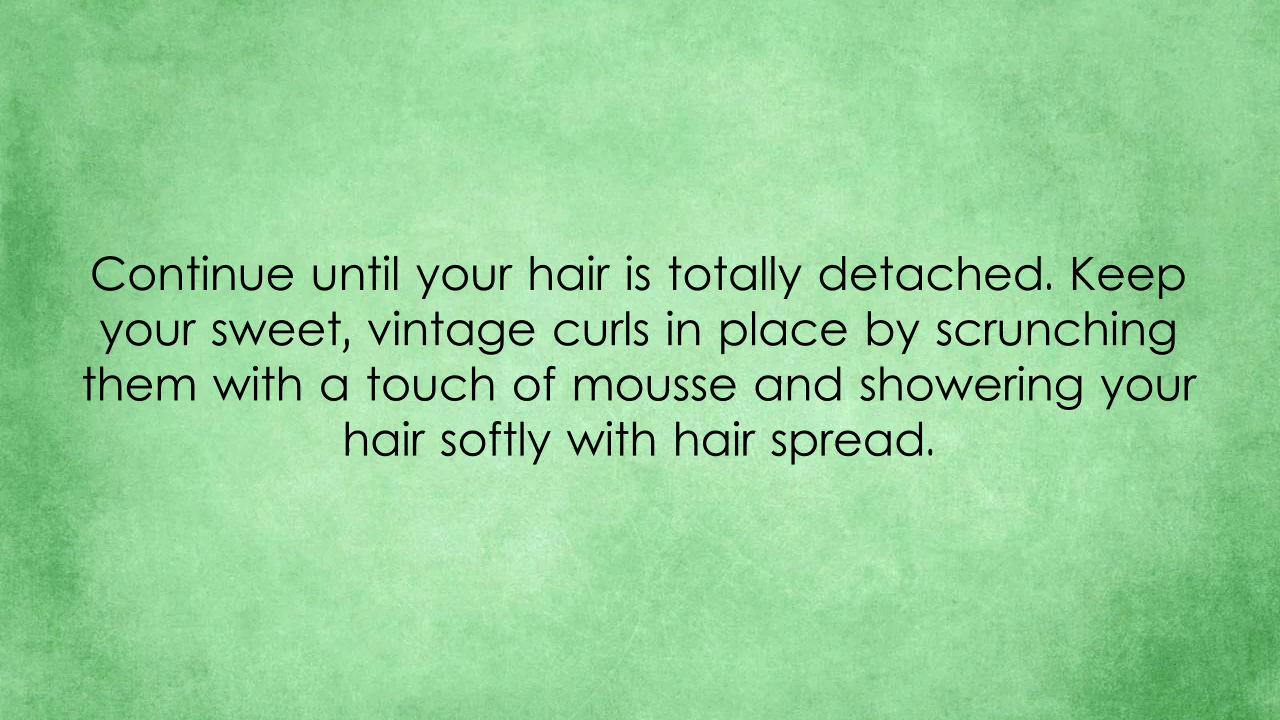 Continue until your hair is totally detached. Keep
your sweet, vintage curls in place by scrunching
them with a touch of mousse and showering your
hair softly with hair spread.